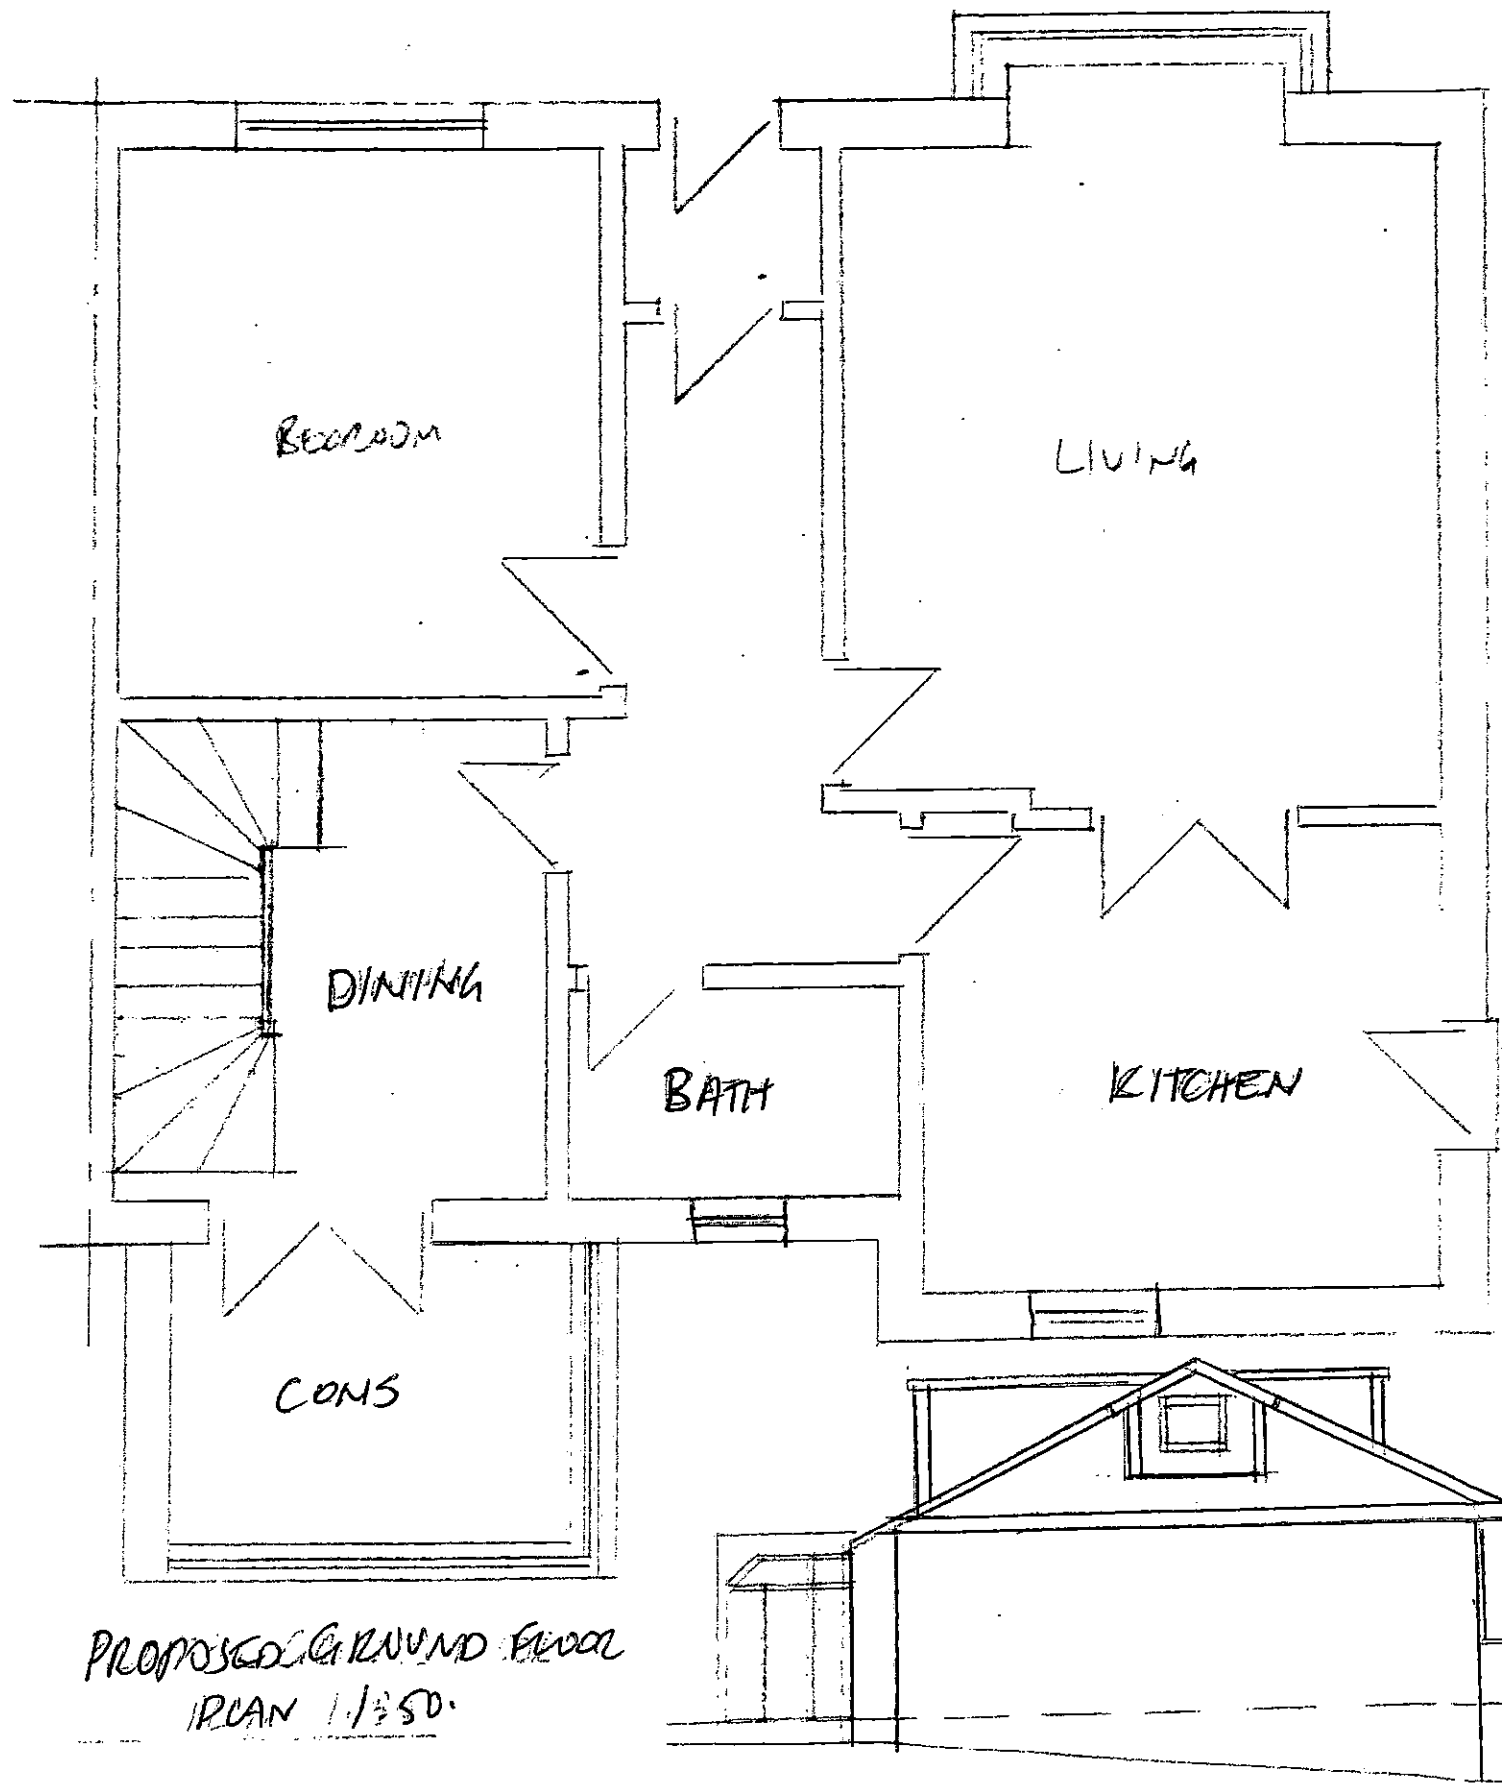 BEDROOM
LIVING
DINING
BATH
KITCHEN
CONS
PROPOSED GROUND FLOOR
PLAN 1/50.